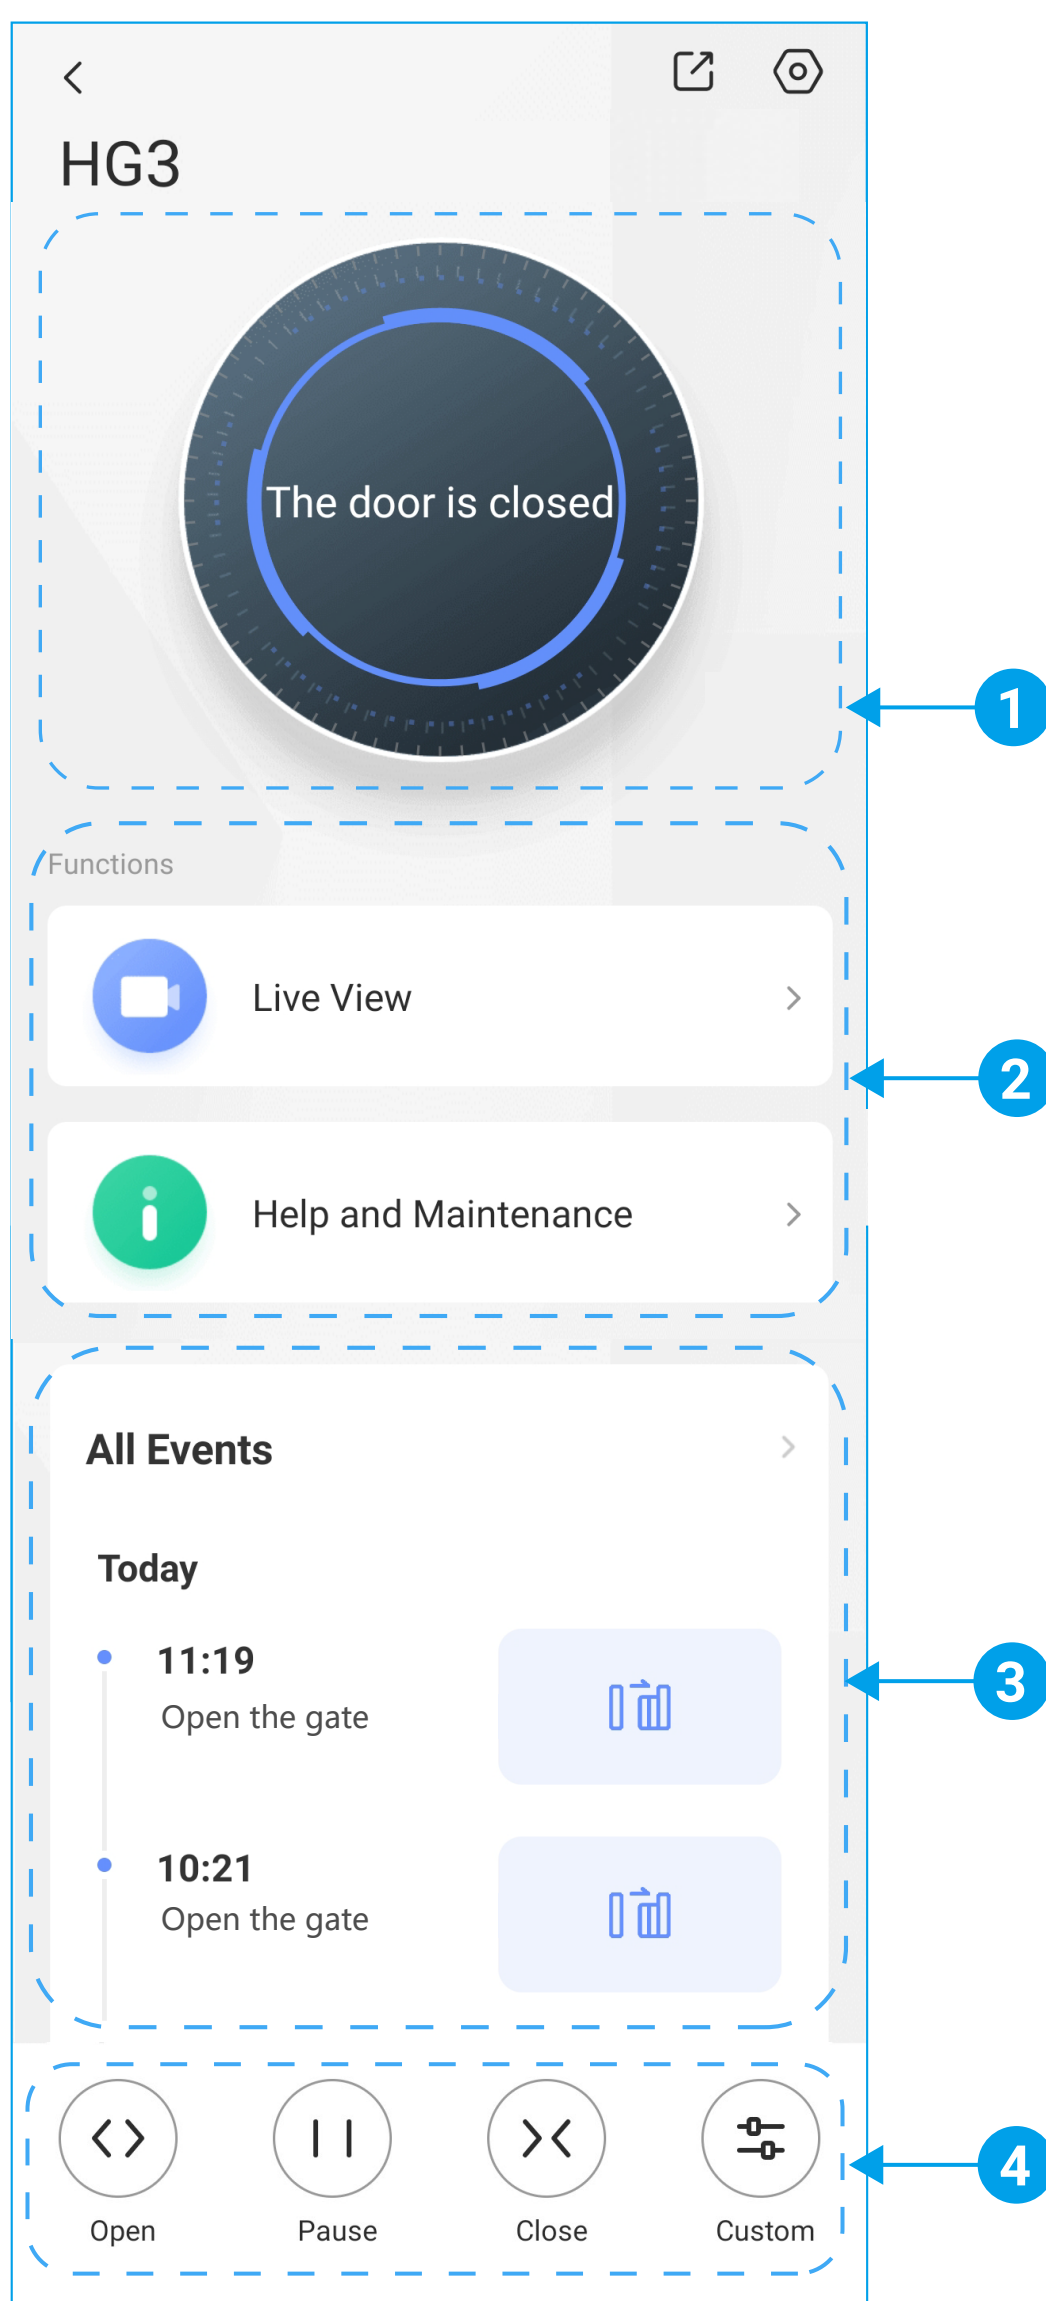 HG3
The door is closed
1
Functions
Live View
2
Help and Maintenance
All Events
Today
11:19
Open the gate
3
10:21
Open the gate
4
Open Pause Close Custom